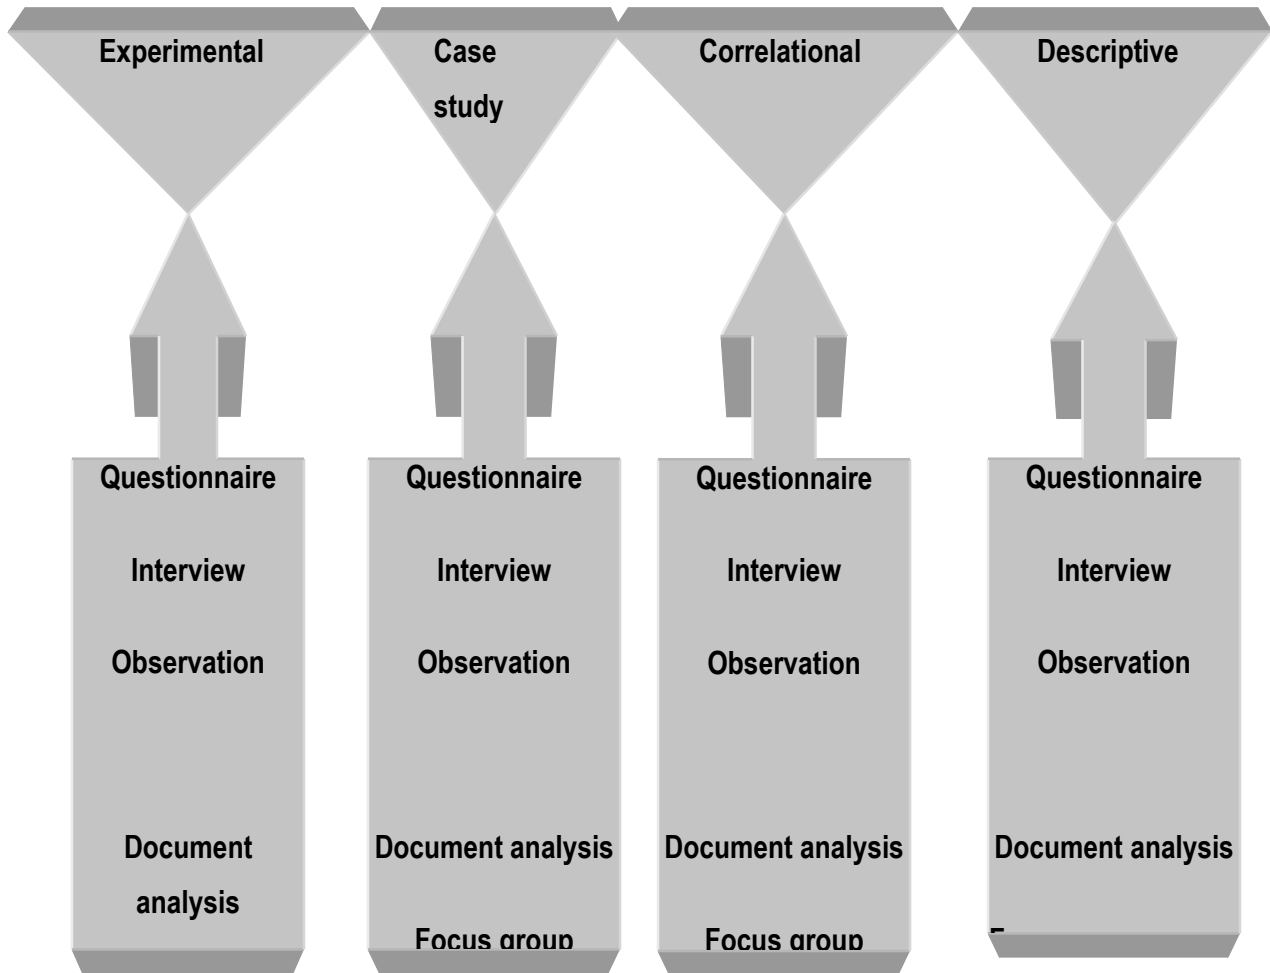 Experimental
Case
study
Correlational
Descriptive
Questionnaire
Interview
Observation
Document
analysis
Questionnaire
Interview
Observation
Document analysis
Focus group
Questionnaire
Interview
Observation
Document analysis
Focus group
Questionnaire
Interview
Observation
Document analysis